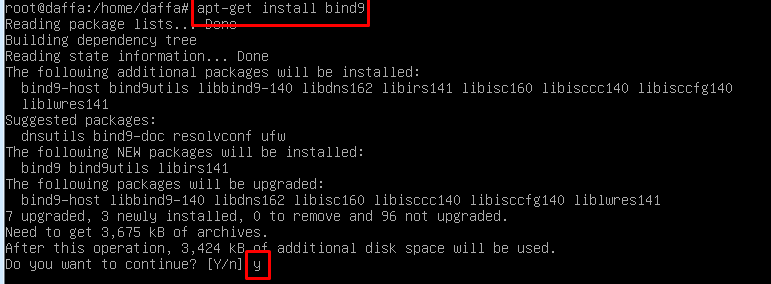 root@daffa:/home/daffa# apt-get install bind9
Reading package lists... Done
Building dependency tree
Reading state information... Done
The following additional packages will be installed:
  bind9-host bind9utils libbind9-140 libdns162 libirs141 libisc160 libisccc140 libisccfg140
  liblwres141
Suggested packages:
  dnsutils bind9-doc resolvconf ufw
The following NEW packages will be installed:
  bind9 bind9utils libirs141
The following packages will be upgraded:
  bind9-host libbind9-140 libdns162 libisc160 libisccc140 libisccfg140 liblwres141
7 upgraded, 3 newly installed, 0 to remove and 96 not upgraded.
Need to get 3,675 kB of archives.
After this operation, 3,424 kB of additional disk space will be used.
Do you want to continue? [Y/n] y